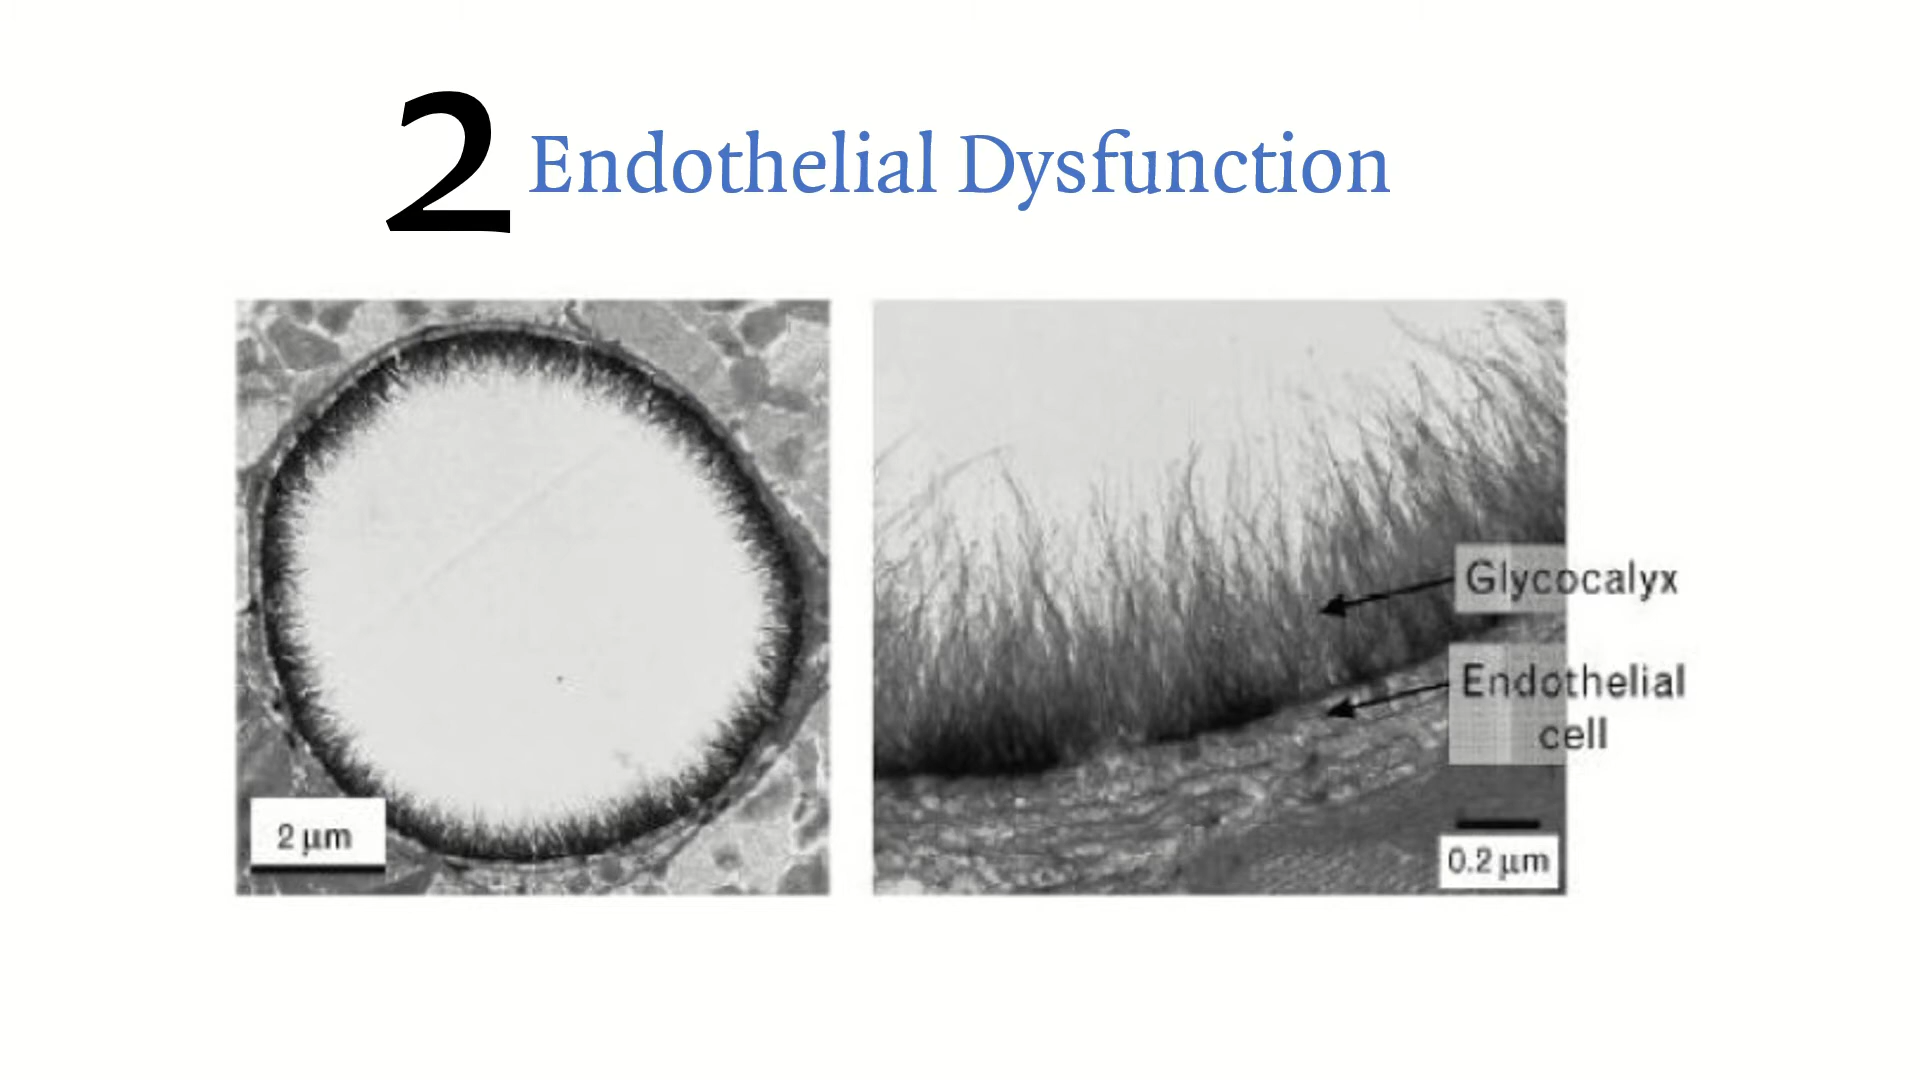 2 Endothelial Dysfunction
Glycocalyx
Endothelial
cell
2 µm
0.2 µm